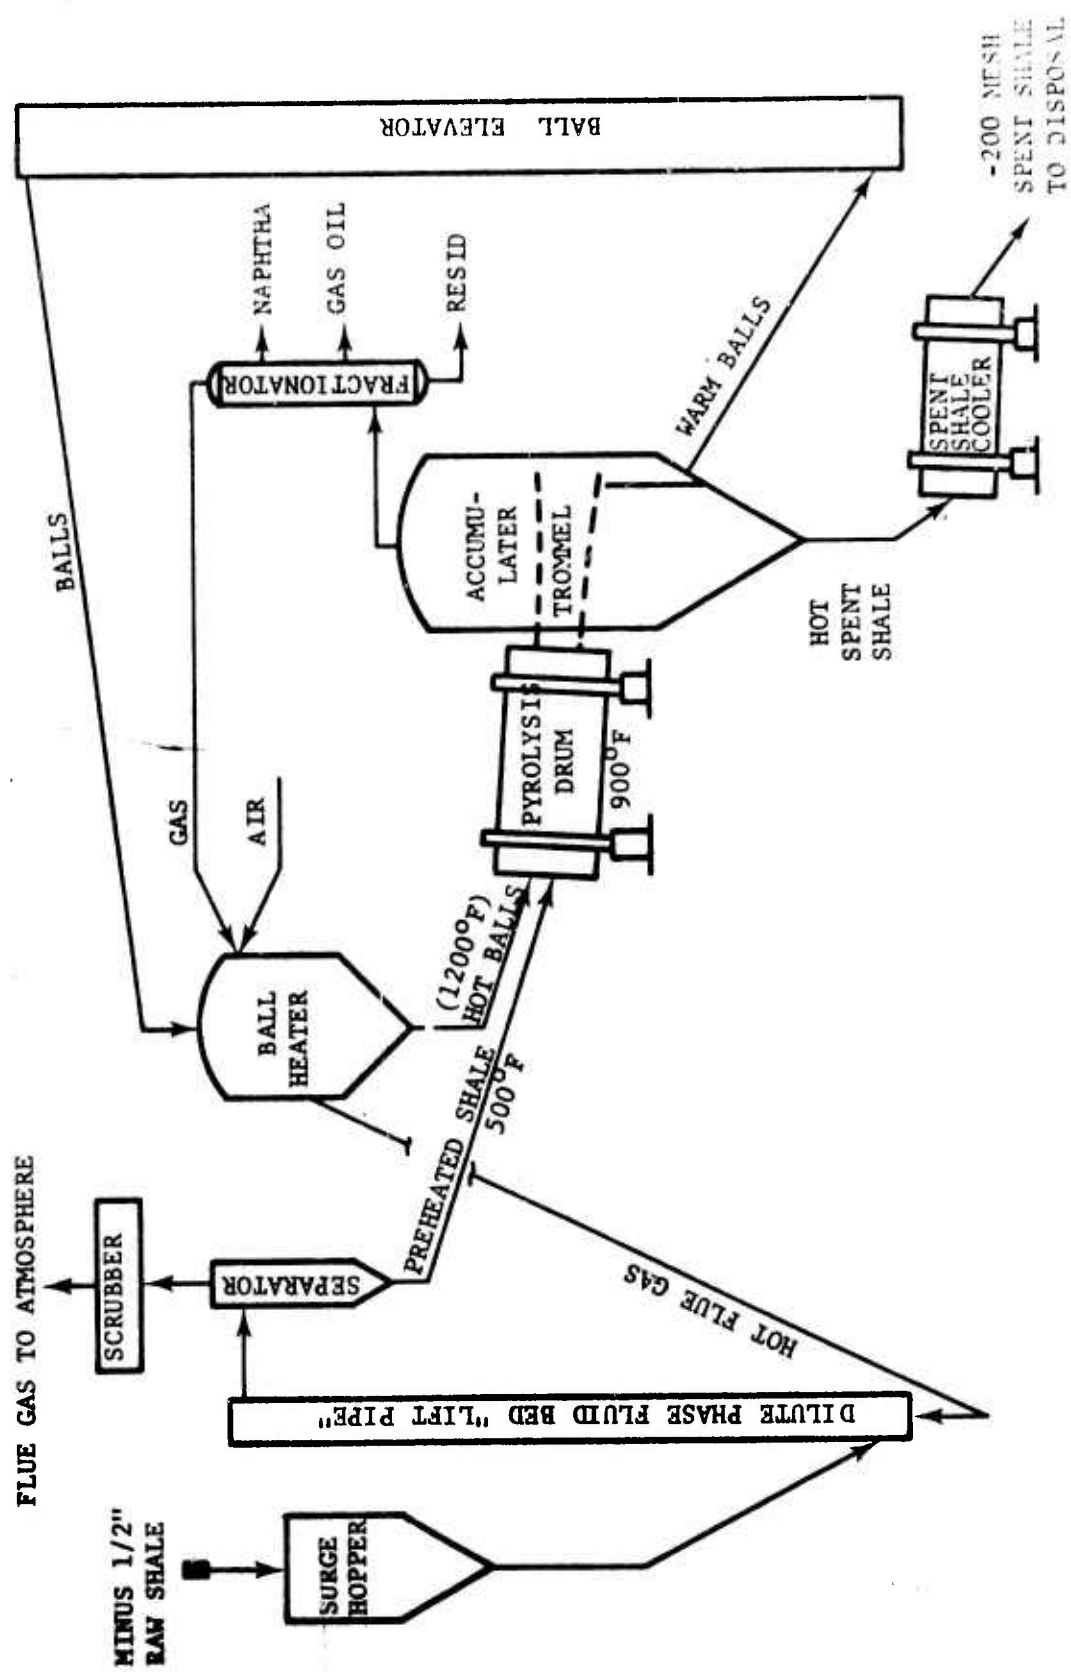 MINUS 1/2"
RAW SHALE
SURGE
HOPPER
FLUE GAS TO ATMOSPHERE
SCRUBBER
SEPARATOR
DILUTE PHASE FLUID BED "LIFT PIPE"
HOT FLUE GAS
PREHEATED SHALE
500°F
BALL
HEATER
(1200°F)
HOT BALLS
GAS
AIR
BALLS
PYROLYSIS
DRUM
900°F
ACCUMU-
LATER
TROMMEL
HOT
SPENT
SHALE
FRACTIONATOR
NAPHTHA
GAS OIL
RESID
WARM BALLS
BALL ELEVATOR
SPENT
SHALE
COOLER
-200 MESH
SPENT SHALE
TO DISPOSAL